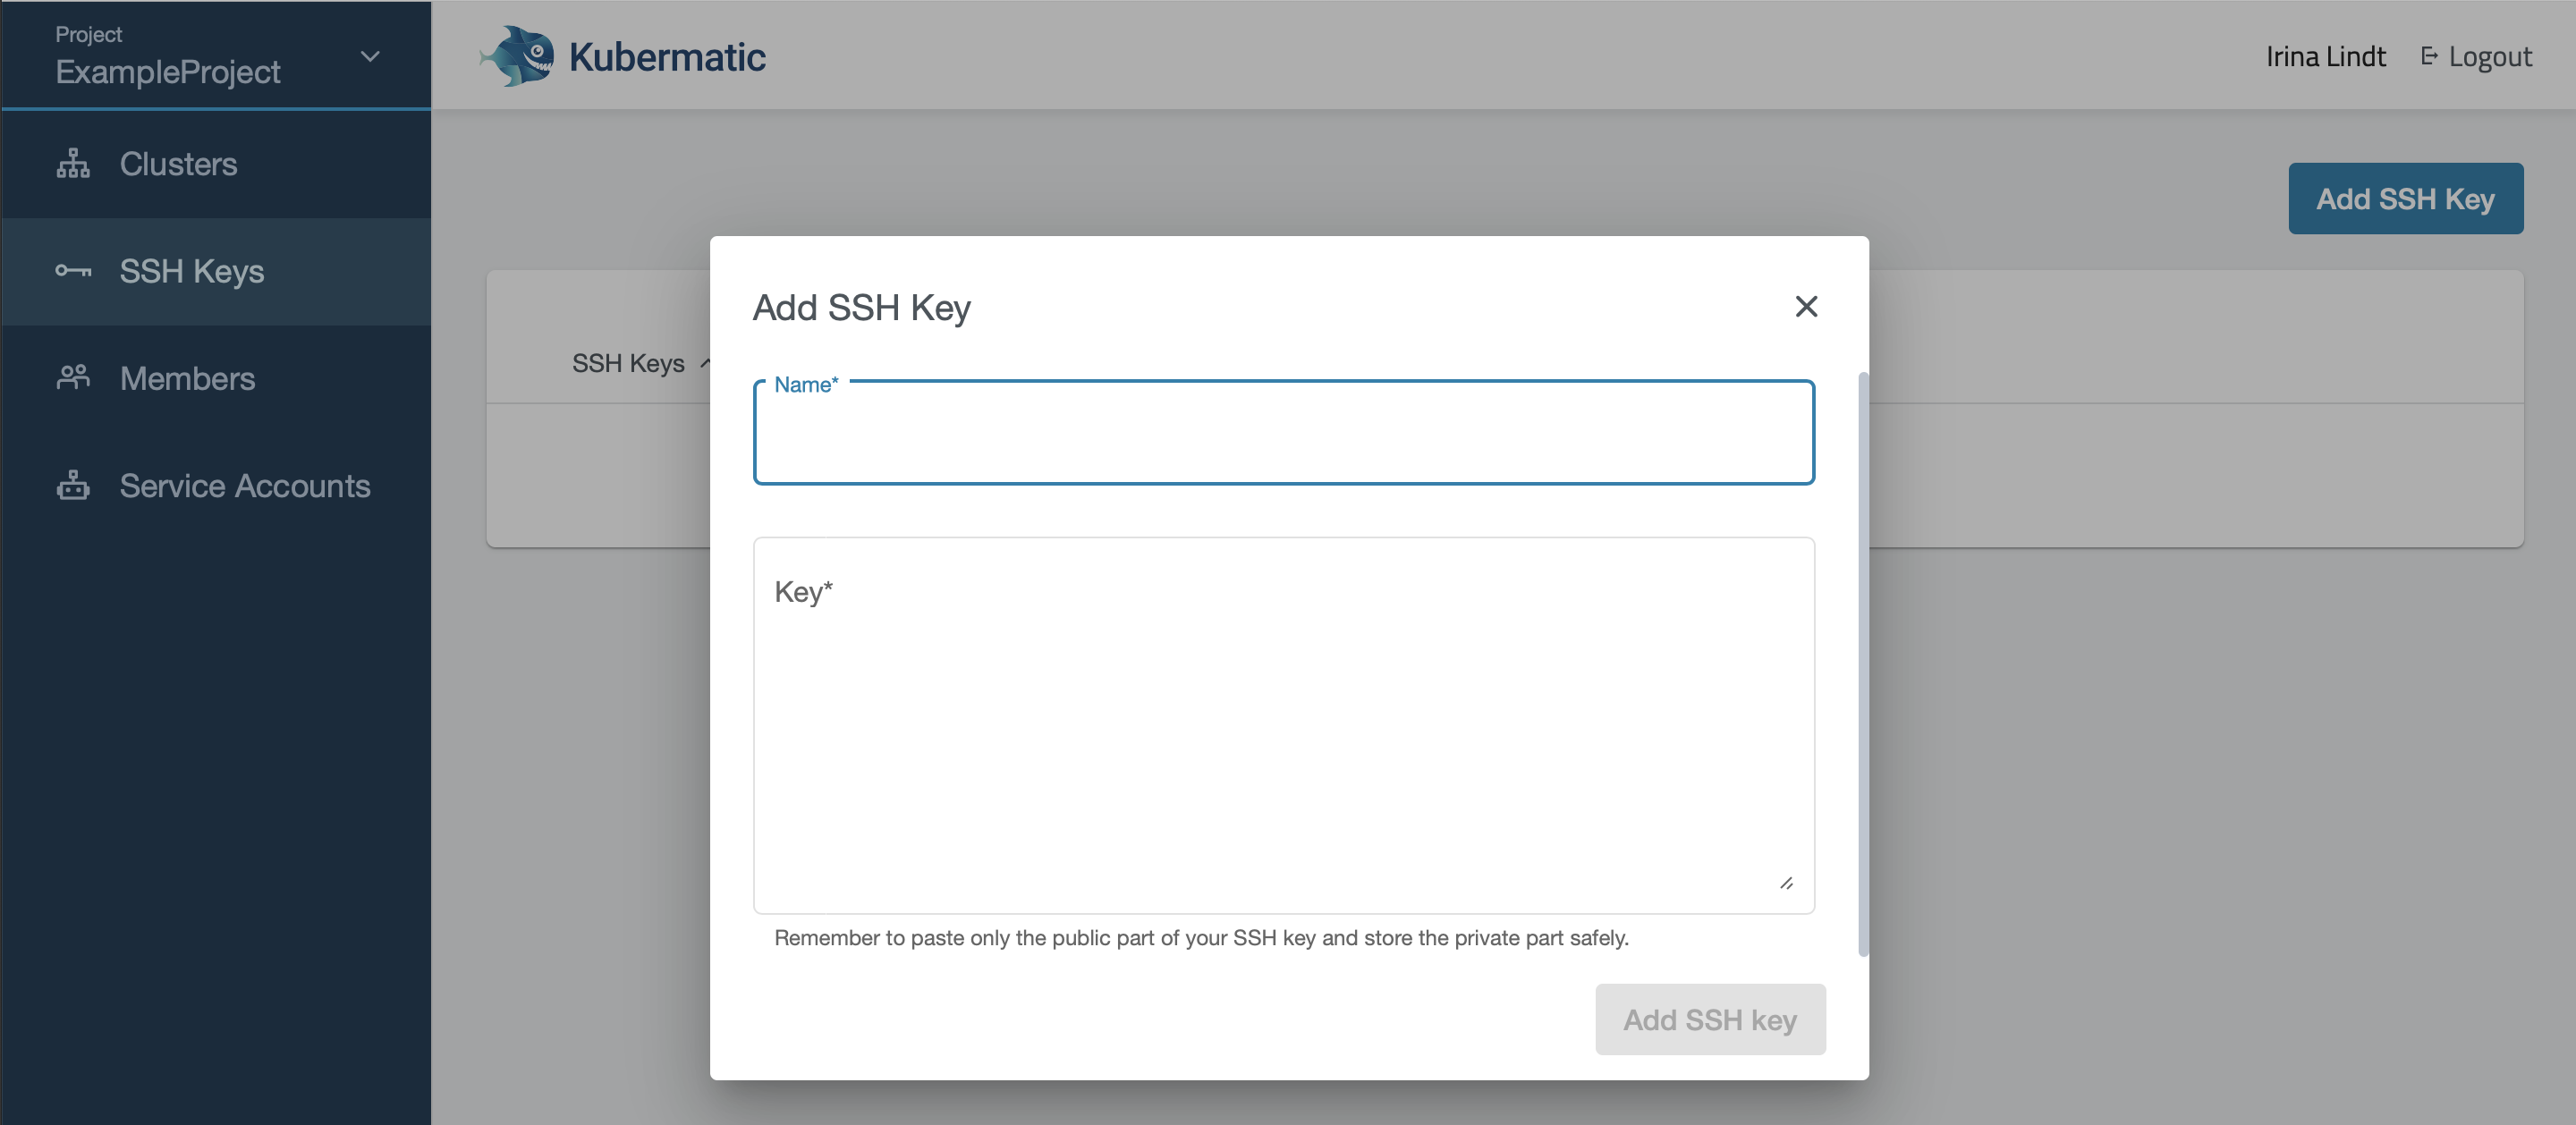 Project
ExampleProject
Kubermatic
Irina Lindt
Logout
Clusters
SSH Keys
Members
Service Accounts
Add SSH Key
SSH Keys
Add SSH Key
Name*
Key*
Remember to paste only the public part of your SSH key and store the private part safely.
Add SSH key